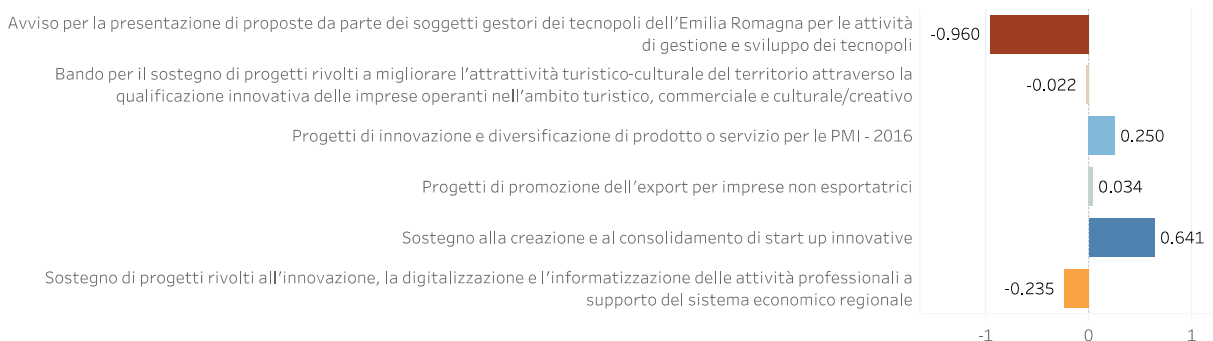 Avviso per la presentazione di proposte da parte dei soggetti gestori dei tecnopoli dell'Emilia Romagna per le attività
di gestione e sviluppo dei tecnopoli
-0.960
Bando per il sostegno di progetti rivolti a migliorare l'attrattività turistico-culturale del territorio attraverso la
qualificazione innovativa delle imprese operanti nell'ambito turistico, commerciale e culturale/creativo
-0.022
Progetti di innovazione e diversificazione di prodotto o servizio per le PMI - 2016
0.250
Progetti di promozione dell'export per imprese non esportatrici
0.034
Sostegno alla creazione e al consolidamento di start up innovative
0.641
Sostegno di progetti rivolti all'innovazione, la digitalizzazione e l'informatizzazione delle attività professionali a
supporto del sistema economico regionale
-0.235
-1 0 1